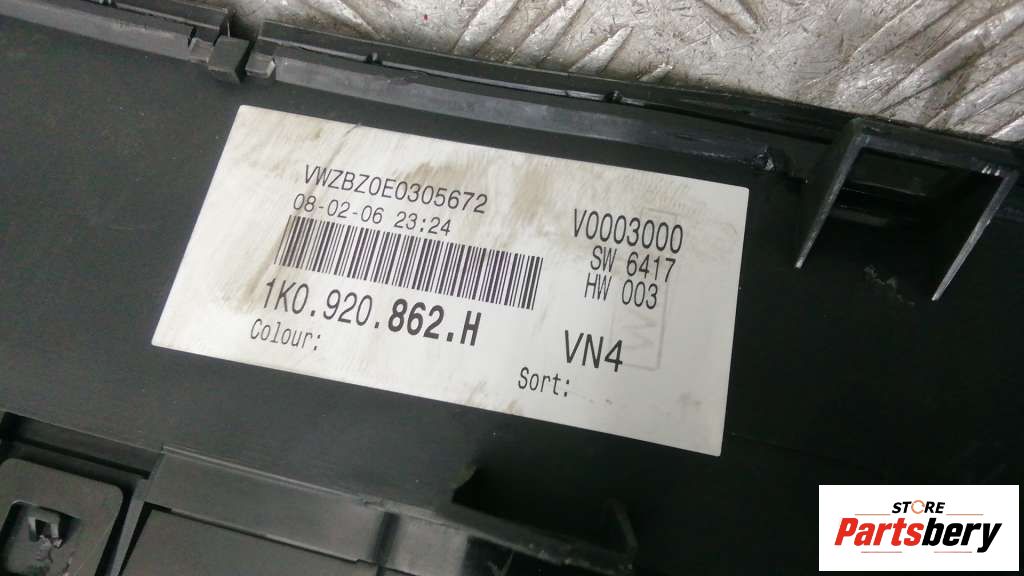 VWZBZ0E0305672
08-02-06 23:24
1K0.920.862.H
Colour:
V0003000
SW 6417
HW 003
VN4
Sort:
STORE
Partsbery